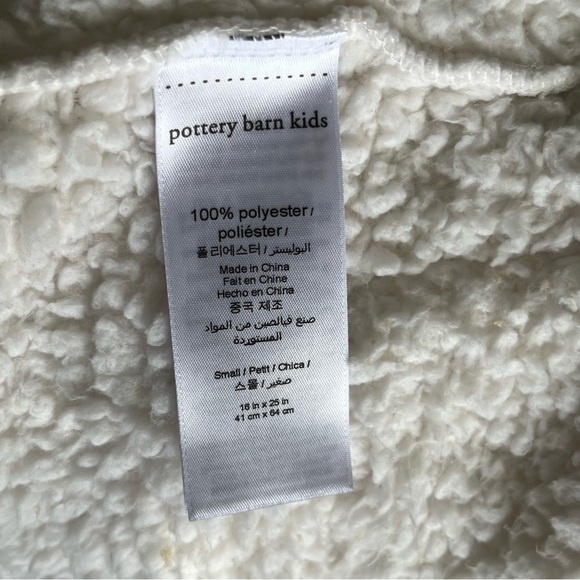 pottery barn kids
100% polyester /
poliéster /
폴리에스터 / البوليستر /
Made in China
Fait en Chine
Hecho en China
중국 제조
صنع فيالصين من المواد
المستوردة
Small / Petit / Chica /
스몰 / صغير /
16 in x 25 in
41 cm x 64 cm